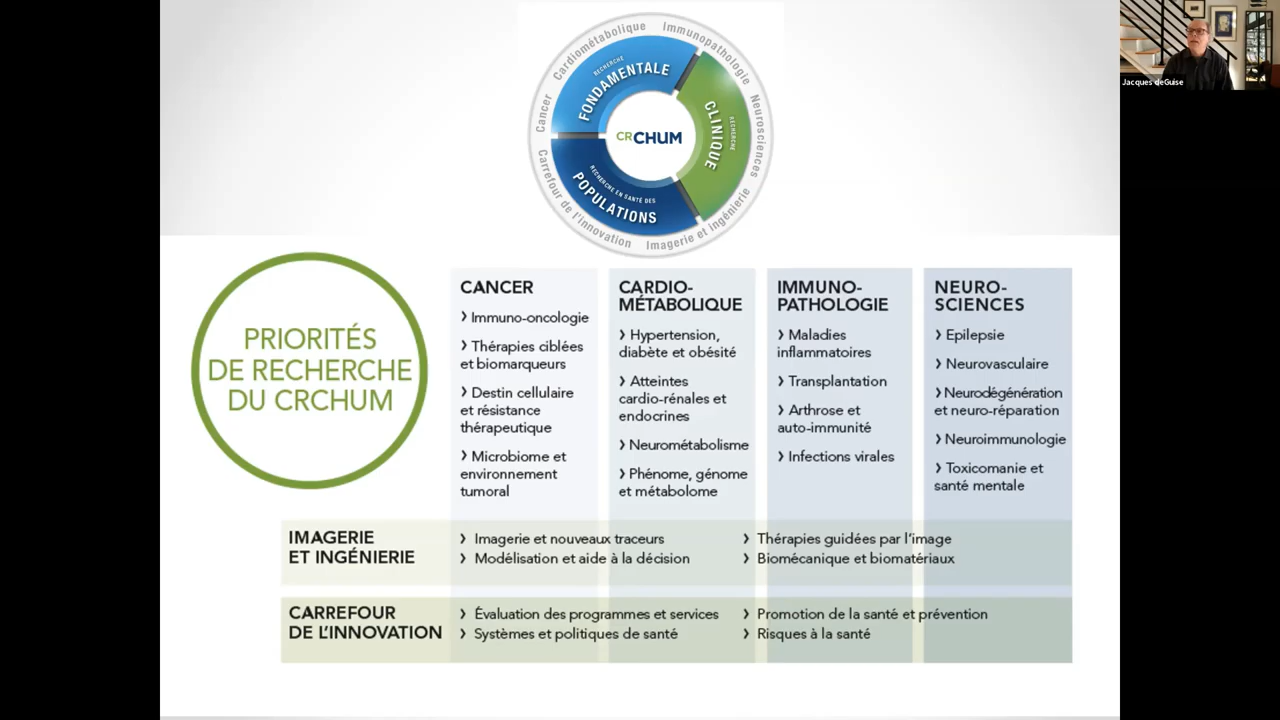 Cancer
Cardiométabolique
Immunopathologie
Neurosciences
Imagerie et ingénierie
Carrefour de l'innovation
RECHERCHE
FONDAMENTALE
RECHERCHE
CLINIQUE
RECHERCHE EN SANTÉ DES
POPULATIONS
CRCHUM
Jacques deGuise
PRIORITÉS
DE RECHERCHE
DU CRCHUM
CANCER
› Immuno-oncologie
› Thérapies ciblées
et biomarqueurs
› Destin cellulaire
et résistance
thérapeutique
› Microbiome et
environnement
tumoral
CARDIO-
MÉTABOLIQUE
› Hypertension,
diabète et obésité
› Atteintes
cardio-rénales et
endocrines
› Neurométabolisme
› Phénome, génome
et métabolome
IMMUNO-
PATHOLOGIE
› Maladies
inflammatoires
› Transplantation
› Arthrose et
auto-immunité
› Infections virales
NEURO-
SCIENCES
› Epilepsie
› Neurovasculaire
› Neurodégénération
et neuro-réparation
› Neuroimmunologie
› Toxicomanie et
santé mentale
IMAGERIE
ET INGÉNIERIE
› Imagerie et nouveaux traceurs
› Modélisation et aide à la décision
› Thérapies guidées par l'image
› Biomécanique et biomatériaux
CARREFOUR
DE L'INNOVATION
› Évaluation des programmes et services
› Systèmes et politiques de santé
› Promotion de la santé et prévention
› Risques à la santé